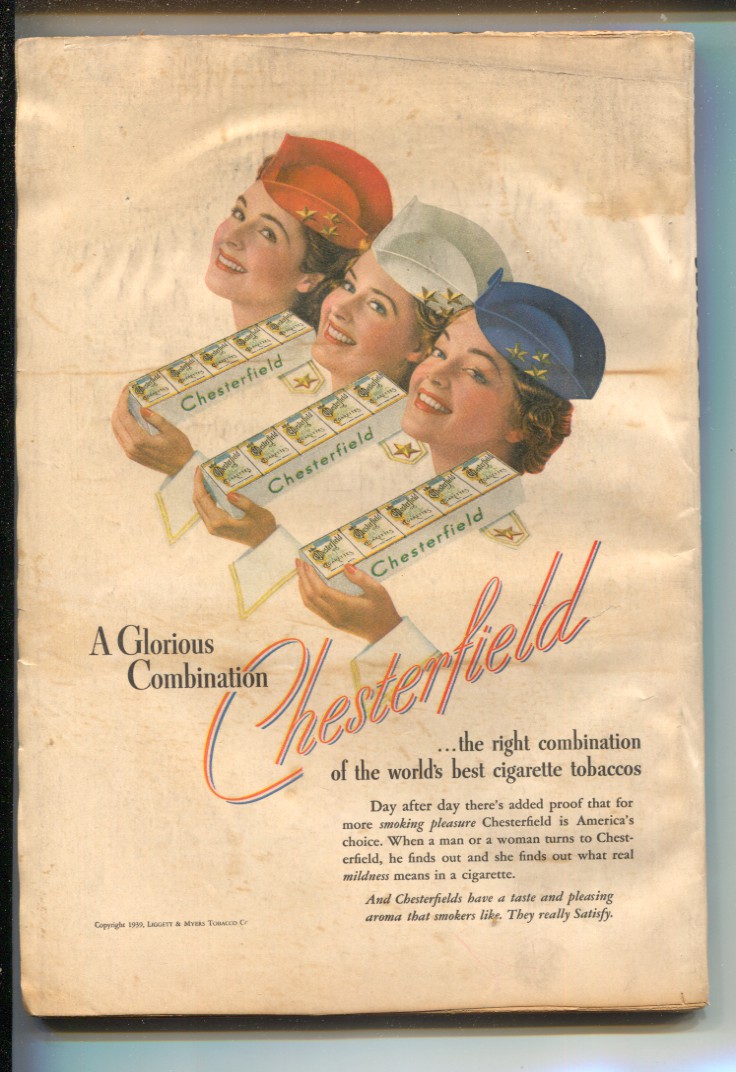 Chesterfield
Chesterfield
Chesterfield
A Glorious
Combination
Chesterfield
...the right combination
of the world's best cigarette tobaccos
Day after day there's added proof that for
more smoking pleasure Chesterfield is America's
choice. When a man or a woman turns to Chest-
erfield, he finds out and she finds out what real
mildness means in a cigarette.
And Chesterfields have a taste and pleasing
aroma that smokers like. They really Satisfy.
Copyright 1939, LIGGETT & MYERS TOBACCO